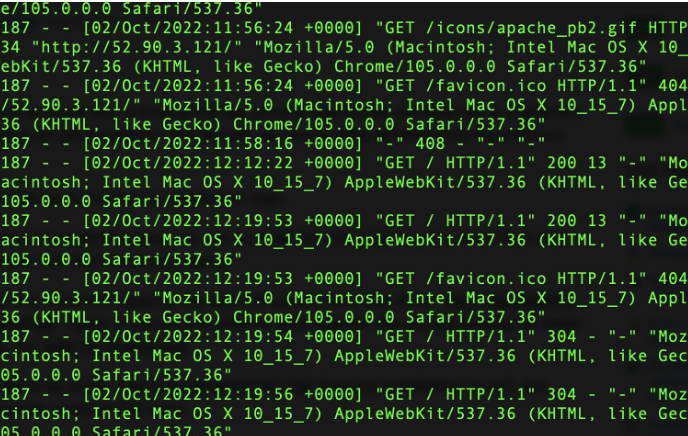 e/105.0.0.0 Safari/537.36"
187 - - [02/Oct/2022:11:56:24 +0000] "GET /icons/apache_pb2.gif HTTP
34 "http://52.90.3.121/" "Mozilla/5.0 (Macintosh; Intel Mac OS X 10_
ebKit/537.36 (KHTML, like Gecko) Chrome/105.0.0.0 Safari/537.36"
187 - - [02/Oct/2022:11:56:24 +0000] "GET /favicon.ico HTTP/1.1" 404
/52.90.3.121/" "Mozilla/5.0 (Macintosh; Intel Mac OS X 10_15_7) Appl
36 (KHTML, like Gecko) Chrome/105.0.0.0 Safari/537.36"
187 - - [02/Oct/2022:11:58:16 +0000] "-" 408 - "-" "-"
187 - - [02/Oct/2022:12:12:22 +0000] "GET / HTTP/1.1" 200 13 "-" "Mo
acintosh; Intel Mac OS X 10_15_7) AppleWebKit/537.36 (KHTML, like Ge
105.0.0.0 Safari/537.36"
187 - - [02/Oct/2022:12:19:53 +0000] "GET / HTTP/1.1" 200 13 "-" "Mo
acintosh; Intel Mac OS X 10_15_7) AppleWebKit/537.36 (KHTML, like Ge
105.0.0.0 Safari/537.36"
187 - - [02/Oct/2022:12:19:53 +0000] "GET /favicon.ico HTTP/1.1" 404
/52.90.3.121/" "Mozilla/5.0 (Macintosh; Intel Mac OS X 10_15_7) Appl
36 (KHTML, like Gecko) Chrome/105.0.0.0 Safari/537.36"
187 - - [02/Oct/2022:12:19:54 +0000] "GET / HTTP/1.1" 304 - "-" "Moz
cintosh; Intel Mac OS X 10_15_7) AppleWebKit/537.36 (KHTML, like Gec
05.0.0.0 Safari/537.36"
187 - - [02/Oct/2022:12:19:56 +0000] "GET / HTTP/1.1" 304 - "-" "Moz
cintosh; Intel Mac OS X 10_15_7) AppleWebKit/537.36 (KHTML, like Gec
05.0.0.0 Safari/537.36"